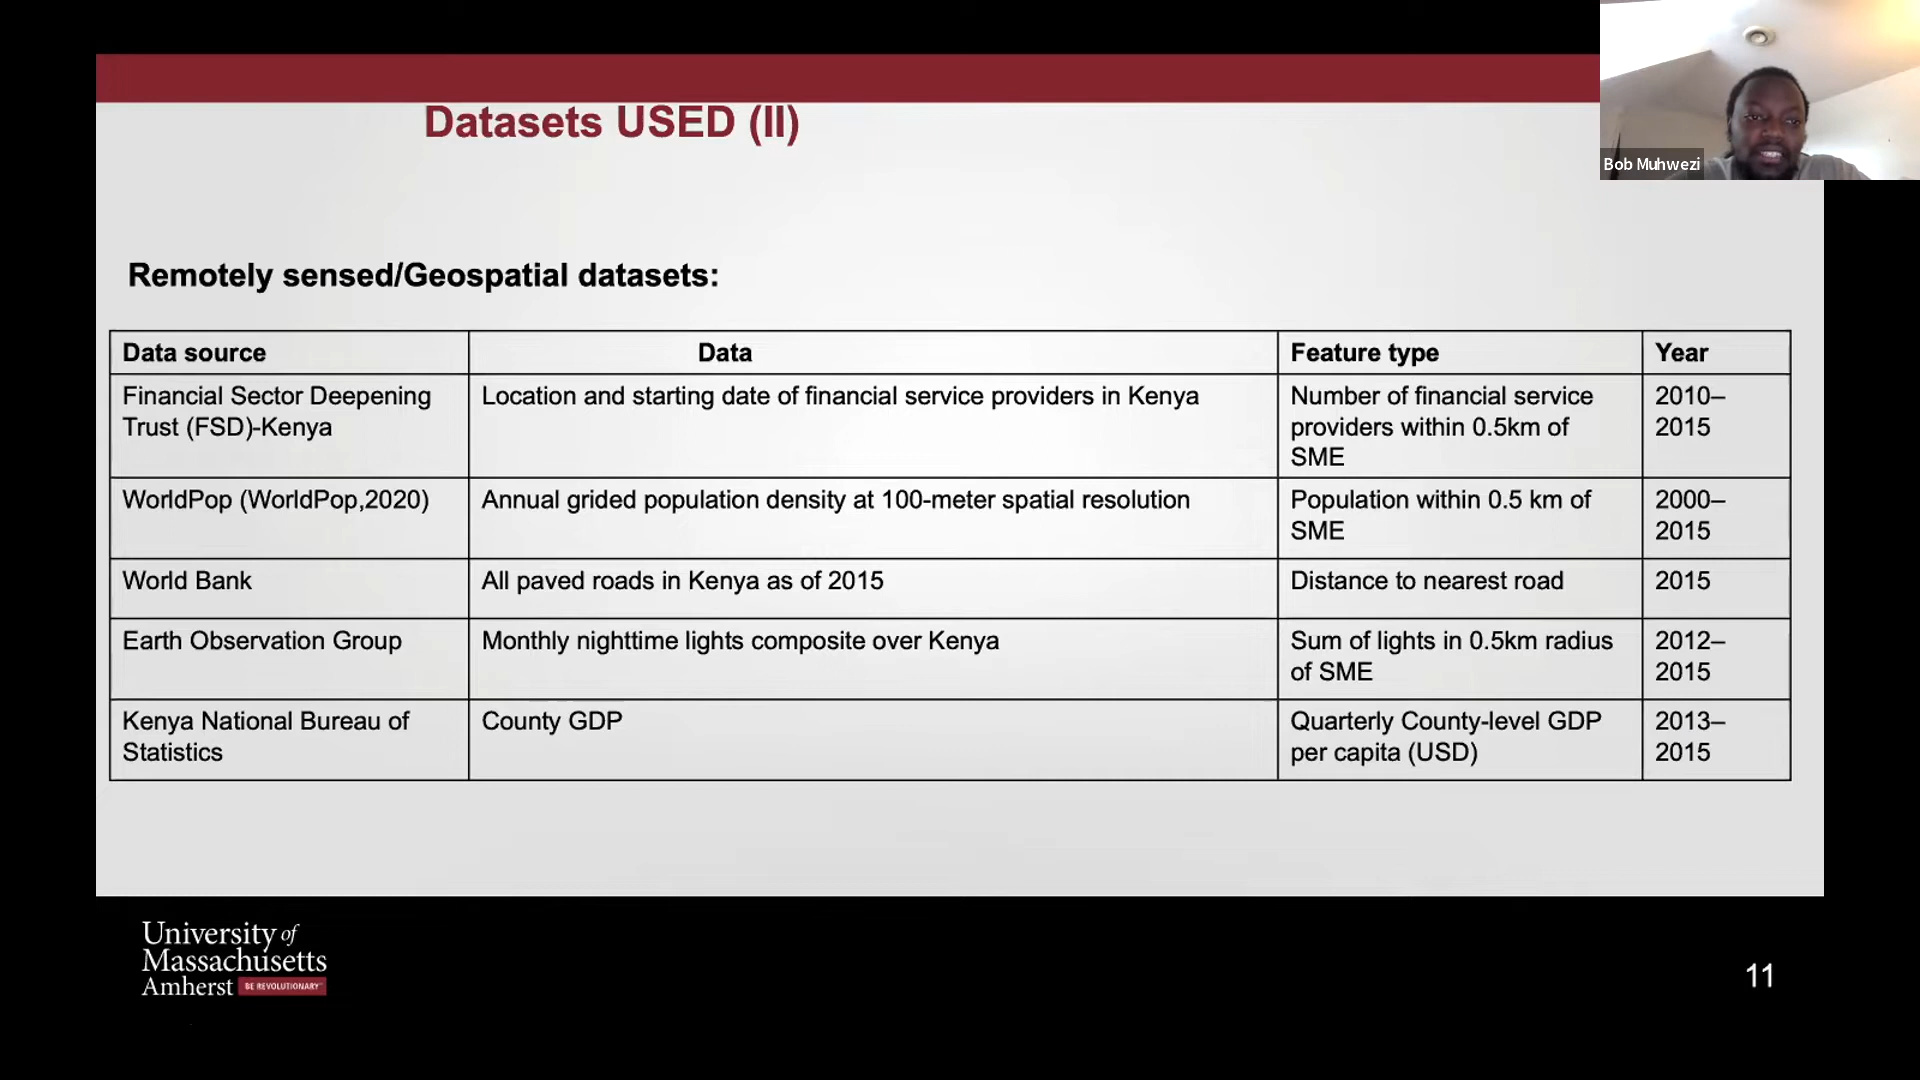 Datasets USED (II)
Bob Muhwezi
Remotely sensed/Geospatial datasets:
Data source
Data
Feature type
Year
Financial Sector Deepening
Trust (FSD)-Kenya
Location and starting date of financial service providers in Kenya
Number of financial service
providers within 0.5km of
SME
2010–
2015
WorldPop (WorldPop,2020)
Annual grided population density at 100-meter spatial resolution
Population within 0.5 km of
SME
2000–
2015
World Bank
All paved roads in Kenya as of 2015
Distance to nearest road
2015
Earth Observation Group
Monthly nighttime lights composite over Kenya
Sum of lights in 0.5km radius
of SME
2012–
2015
Kenya National Bureau of
Statistics
County GDP
Quarterly County-level GDP
per capita (USD)
2013–
2015
University of
Massachusetts
Amherst BE REVOLUTIONARY™
11